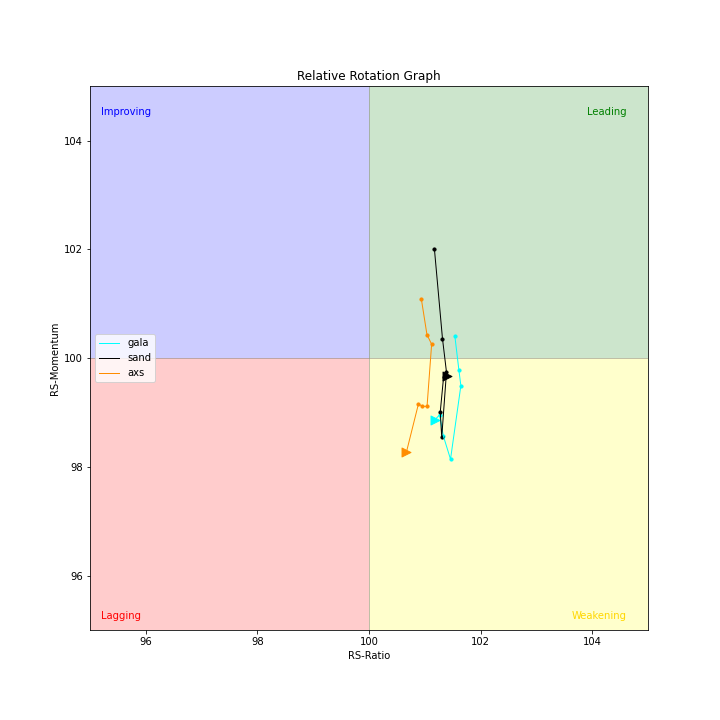 Relative Rotation Graph
Improving
Leading
104
102
100
98
96
RS-Momentum
gala
sand
axs
Lagging
Weakening
96
98
100
102
104
RS-Ratio